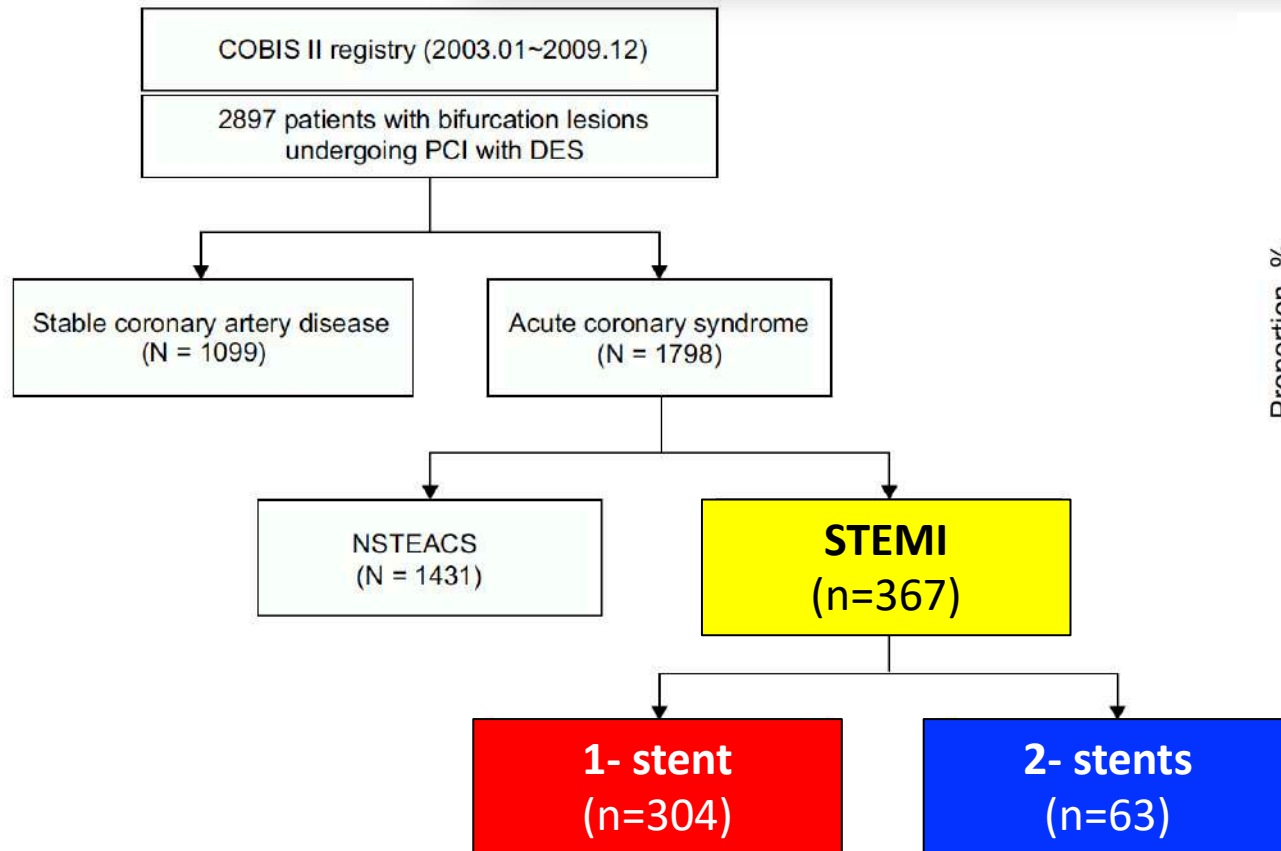 COBIS II registry (2003.01~2009.12)
2897 patients with bifurcation lesions
undergoing PCI with DES
Stable coronary artery disease
(N = 1099)
Acute coronary syndrome
(N = 1798)
Proportion, %
NSTEACS
(N = 1431)
STEMI
(n=367)
1- stent
(n=304)
2- stents
(n=63)